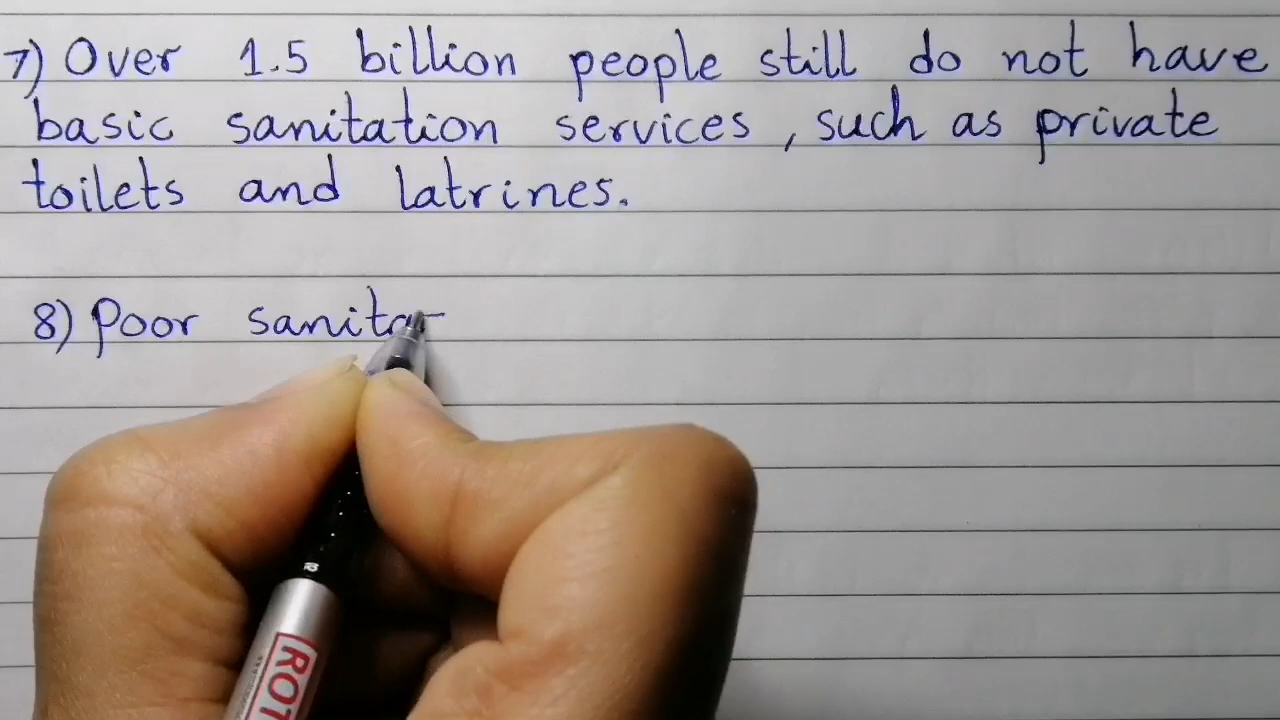 7) Over 1.5 billion people still do not have
basic sanitation services, such as private
toilets and latrines.
8) Poor sanita
ROT